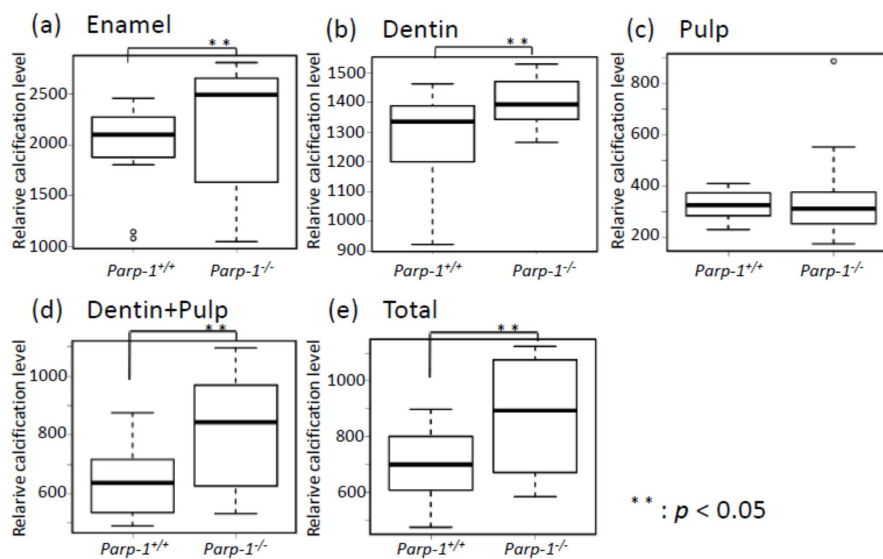 (a) Enamel
**
Relarive calcification level
2500
2000
1500
1000
Parp-1+/+ Parp-1-/-
(b) Dentin
**
Relarive calcification level
1500
1400
1300
1200
1100
1000
900
Parp-1+/+ Parp-1-/-
(c) Pulp
Relarive calcification level
800
600
400
200
Parp-1+/+ Parp-1-/-
(d) Dentin+Pulp
**
Relarive calcification level
1000
800
600
Parp-1+/+ Parp-1-/-
(e) Total
**
Relarive calcification level
1000
800
600
Parp-1+/+ Parp-1-/-
** : p < 0.05